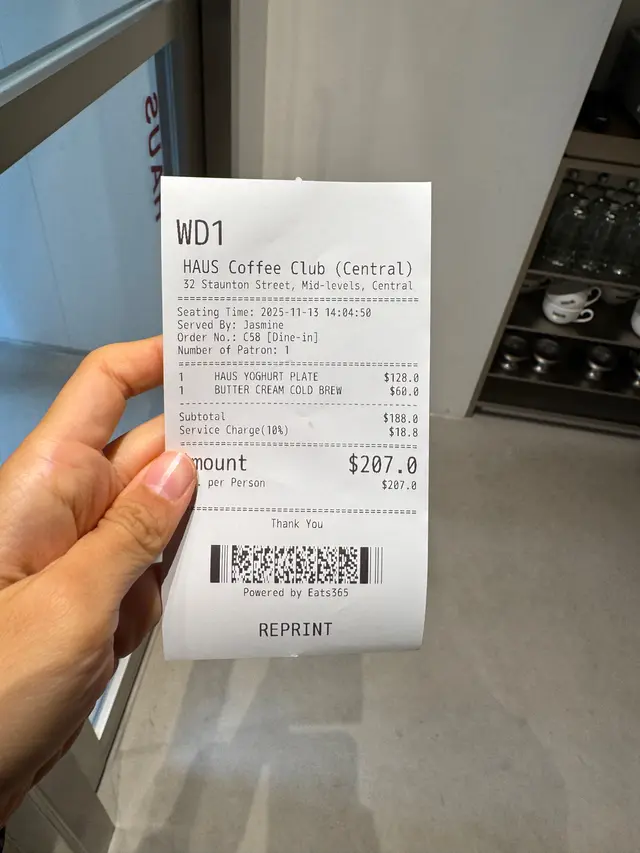 HAUS
WD1
HAUS Coffee Club (Central)
32 Staunton Street, Mid-levels, Central
Seating Time: 2025-11-13 14:04:50
Served By: Jasmine
Order No.: C58 [Dine-in]
Number of Patron: 1
1 HAUS YOGHURT PLATE $128.0
1 BUTTER CREAM COLD BREW $60.0
Subtotal $188.0
Service Charge(10%) $18.8
mount $207.0
. per Person $207.0
Thank You
Powered by Eats365
REPRINT